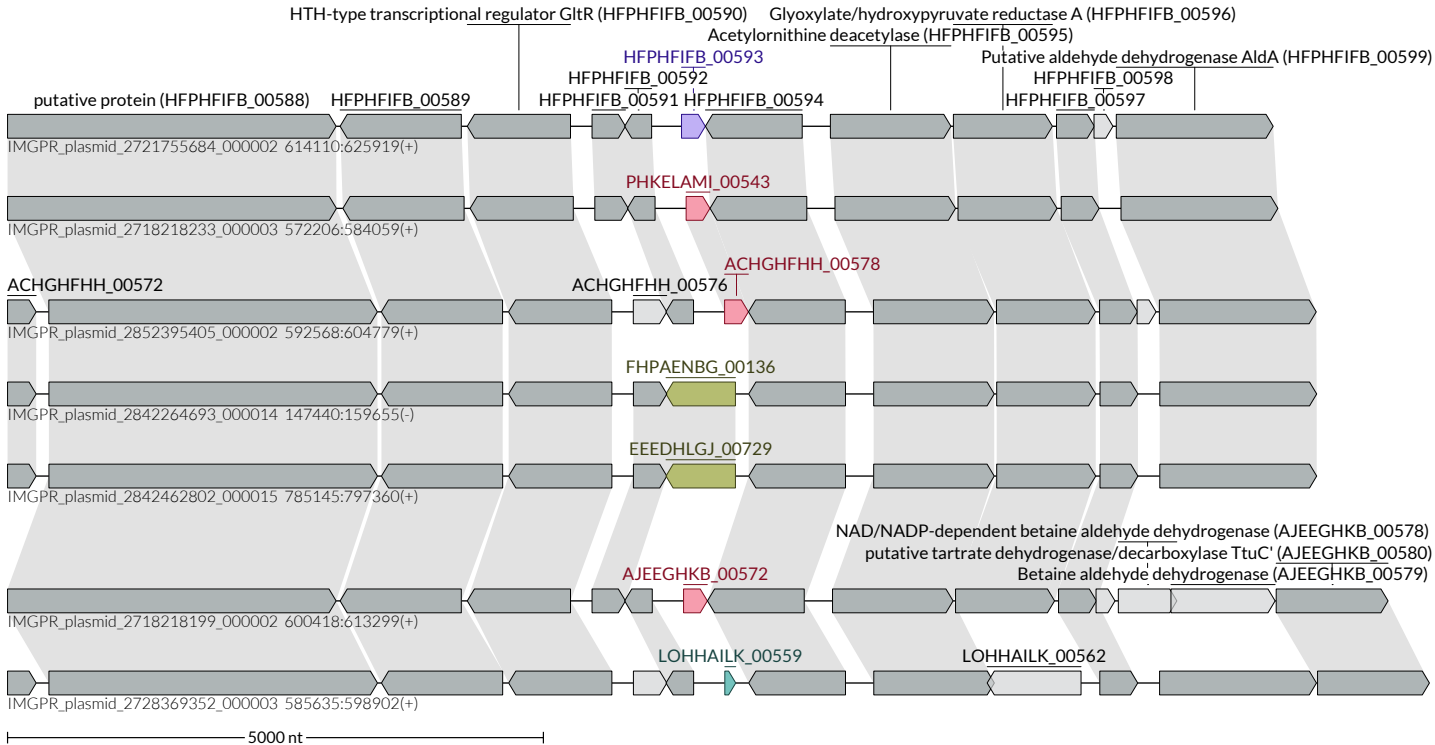 HTH-type transcriptional regulator GltR (HFPHFIFB_00590) Glyoxylate/hydroxypyruvate reductase A (HFPHFIFB_00596)
Acetylornithine deacetylase (HFPHFIFB_00595)
HFPHFIFB_00593 Putative aldehyde dehydrogenase AldA (HFPHFIFB_00599)
HFPHFIFB_00592 HFPHFIFB_00598
putative protein (HFPHFIFB_00588) HFPHFIFB_00589 HFPHFIFB_00591 HFPHFIFB_00594 HFPHFIFB_00597
IMGPR_plasmid_2721755684_000002 614110:625919(+)
PHKELAMI_00543
IMGPR_plasmid_2718218233_000003 572206:584059(+)
ACHGHFHH_00578
ACHGHFHH_00572 ACHGHFHH_00576
IMGPR_plasmid_2852395405_000002 592568:604779(+)
FHPAENBG_00136
IMGPR_plasmid_2842264693_000014 147440:159655(-)
EEEDHLGJ_00729
IMGPR_plasmid_2842462802_000015 785145:797360(+)
NAD/NADP-dependent betaine aldehyde dehydrogenase (AJEEGHKB_00578)
putative tartrate dehydrogenase/decarboxylase TtuC' (AJEEGHKB_00580)
AJEEGHKB_00572 Betaine aldehyde dehydrogenase (AJEEGHKB_00579)
IMGPR_plasmid_2718218199_000002 600418:613299(+)
LOHHAILK_00559 LOHHAILK_00562
IMGPR_plasmid_2728369352_000003 585635:598902(+)
5000 nt